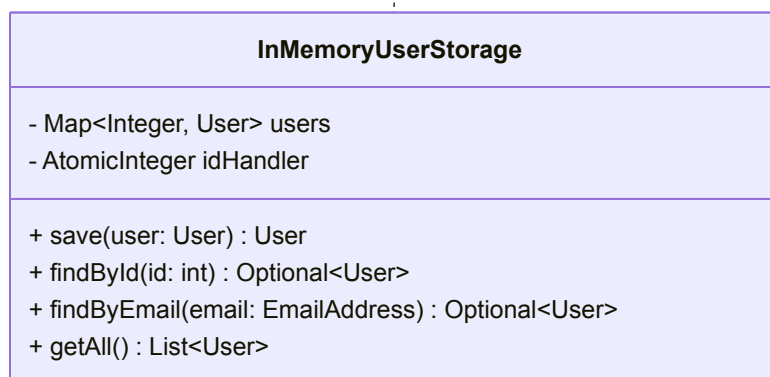 InMemoryUserStorage
- Map<Integer, User> users
- AtomicInteger idHandler
+ save(user: User) : User
+ findById(id: int) : Optional<User>
+ findByEmail(email: EmailAddress) : Optional<User>
+ getAll() : List<User>